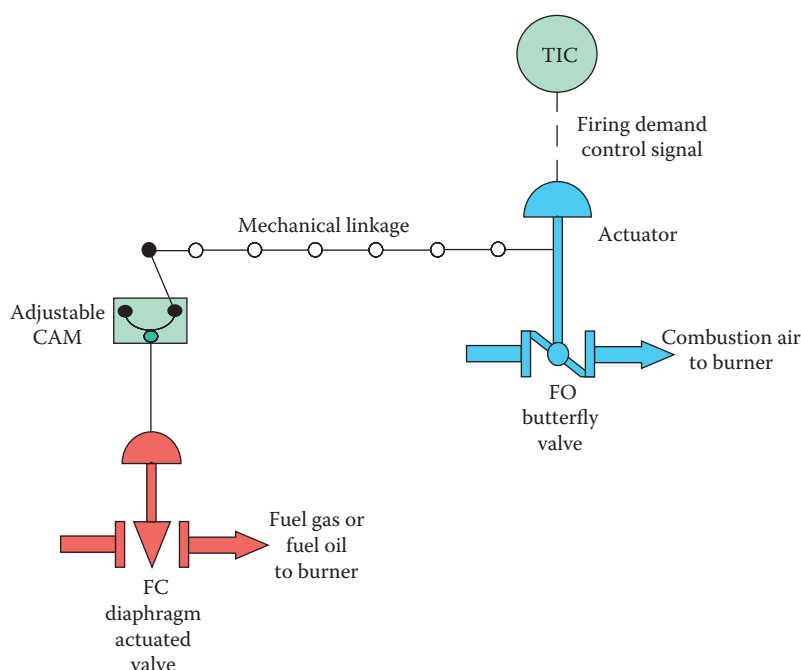 TIC
Firing demand
control signal
Mechanical linkage
Actuator
Adjustable
CAM
Combustion air
to burner
FO
butterfly
valve
Fuel gas or
fuel oil
to burner
FC
diaphragm
actuated
valve